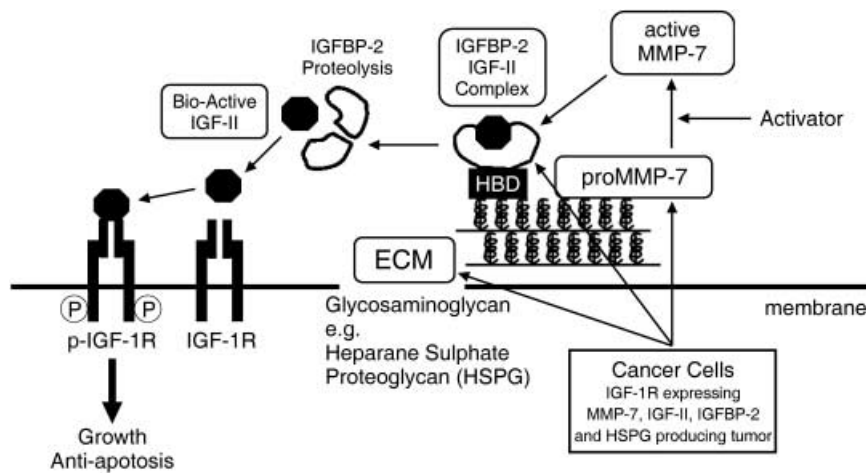 IGFBP-2
Proteolysis
IGFBP-2
IGF-II
Complex
active
MMP-7
Bio-Active
IGF-II
Activator
HBD
proMMP-7
ECM
membrane
P
P
p-IGF-1R
IGF-1R
Glycosaminoglycan
e.g.
Heparane Sulphate
Proteoglycan (HSPG)
Cancer Cells
IGF-1R expressing
MMP-7, IGF-II, IGFBP-2
and HSPG producing tumor
Growth
Anti-apotosis